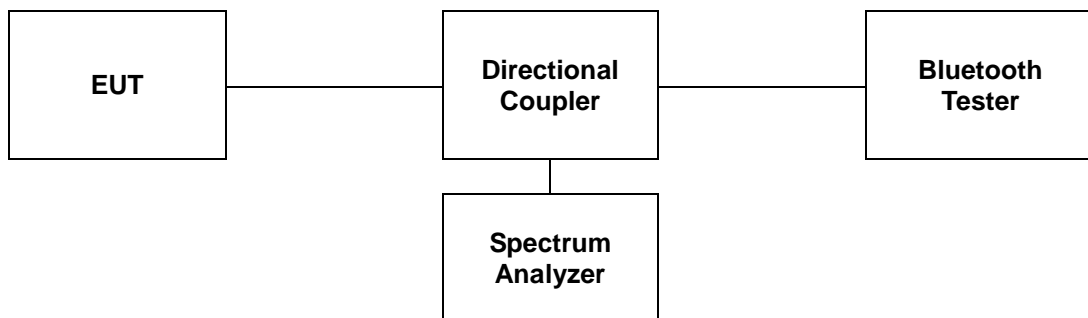 EUT
Directional
Coupler
Bluetooth
Tester
Spectrum
Analyzer